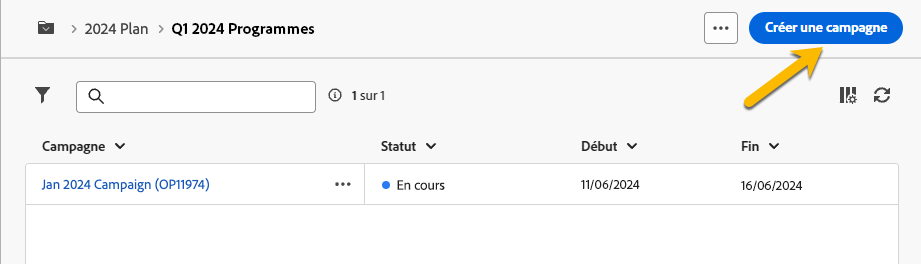 2024 Plan > Q1 2024 Programmes
Créer une campagne
1 sur 1
Campagne Statut Début Fin
Jan 2024 Campaign (OP11974) En cours 11/06/2024 16/06/2024